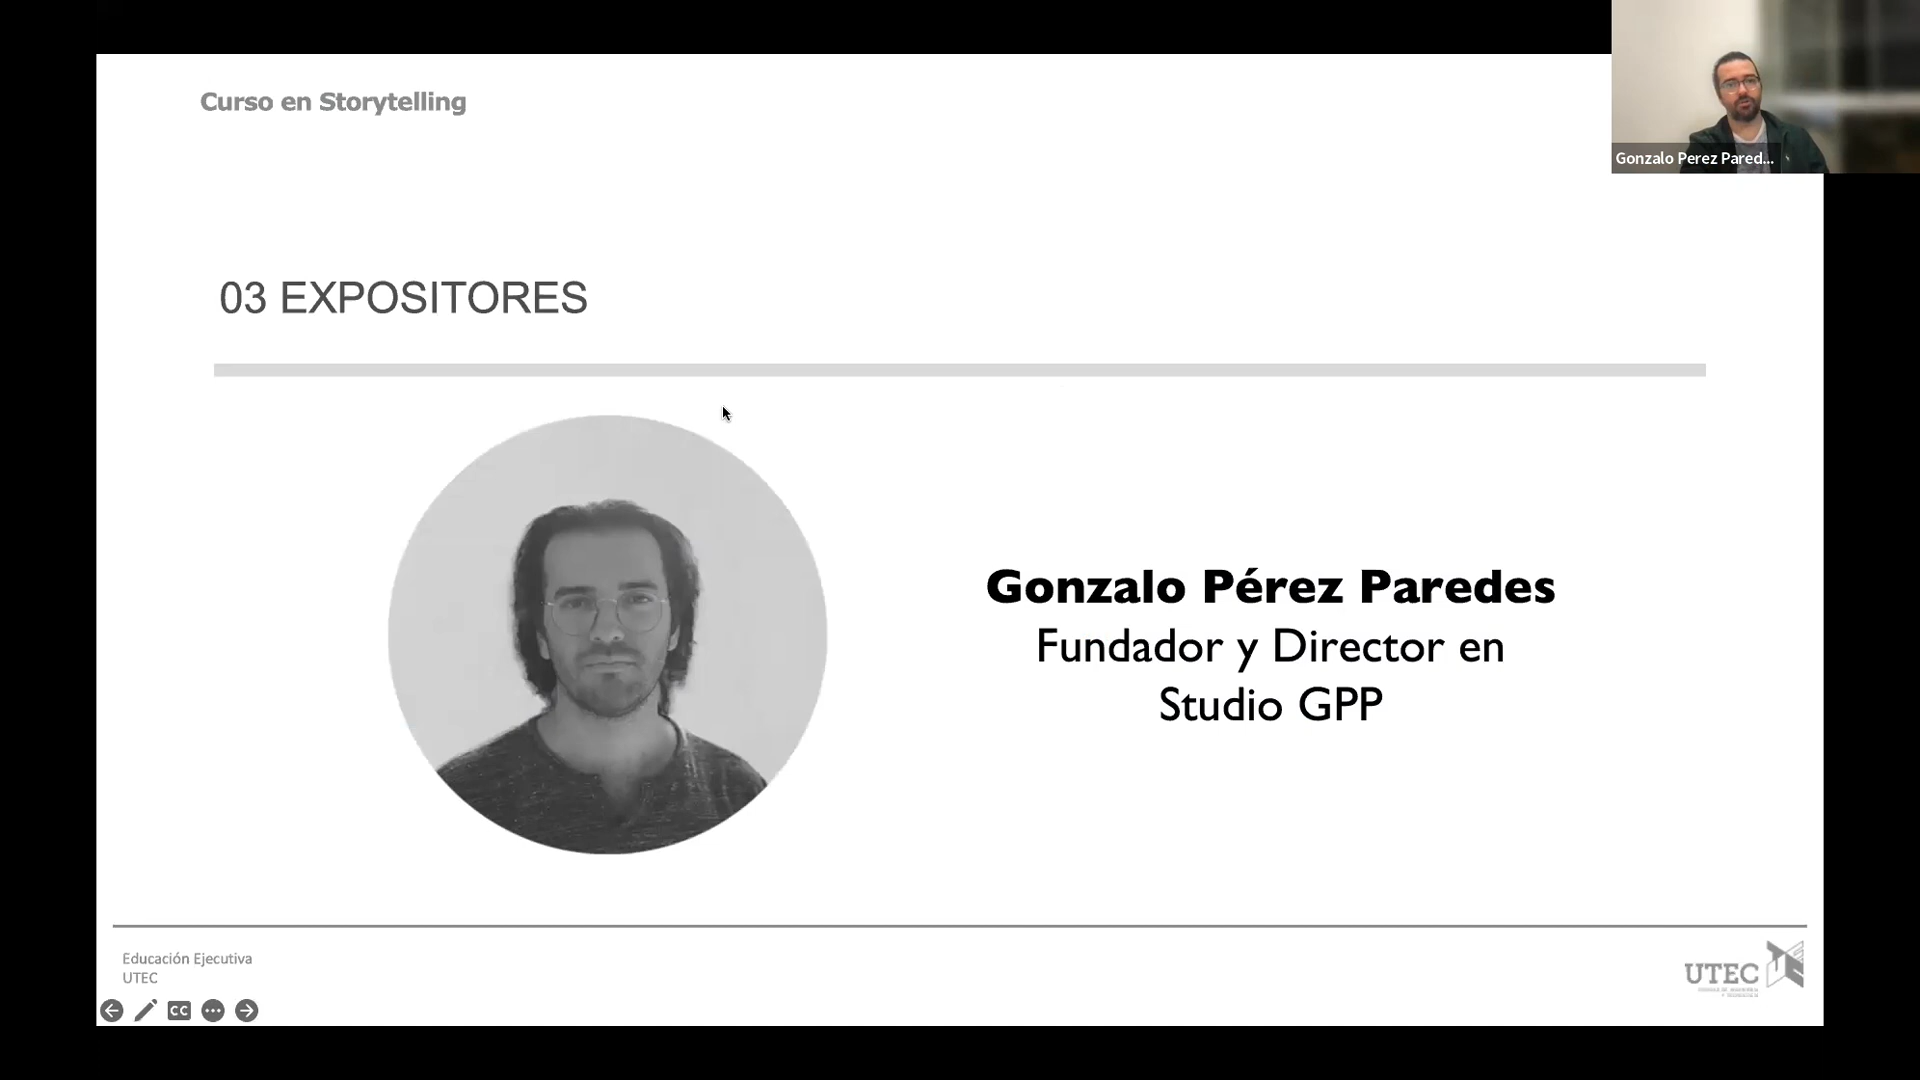 Curso en Storytelling
Gonzalo Perez Pared...
03 EXPOSITORES
Gonzalo Pérez Paredes
Fundador y Director en
Studio GPP
Educación Ejecutiva
UTEC
UTEC
CC